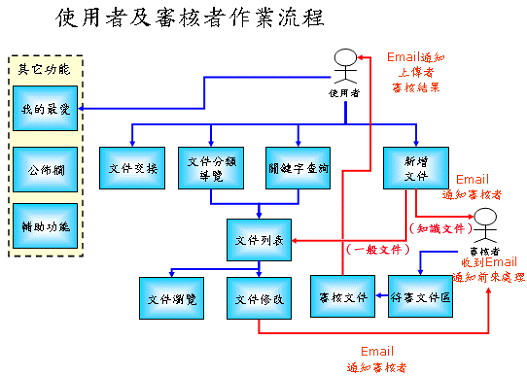 使用者及審核者作業流程
其它功能
我的最愛
公佈欄
輔助功能
使用者
Email通知
上傳者
審核結果
文件交接
文件分類
導覽
關鍵字查詢
新增
文件
Email
通知審核者
(知識文件)
審核者
文件列表
(一般文件)
收到Email
通知前來處理
文件瀏覽
文件修改
審核文件
待審文件區
Email
通知審核者